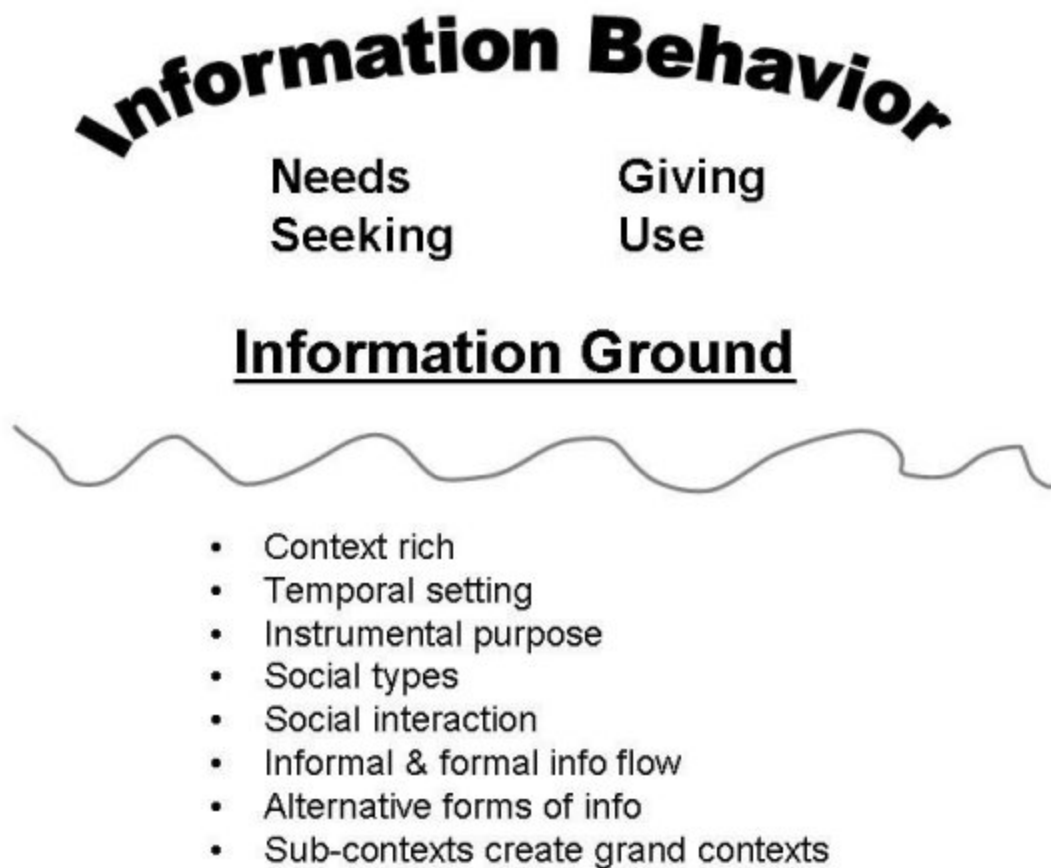 Information Behavior
Needs Giving
Seeking Use
Information Ground
• Context rich
• Temporal setting
• Instrumental purpose
• Social types
• Social interaction
• Informal & formal info flow
• Alternative forms of info
• Sub-contexts create grand contexts